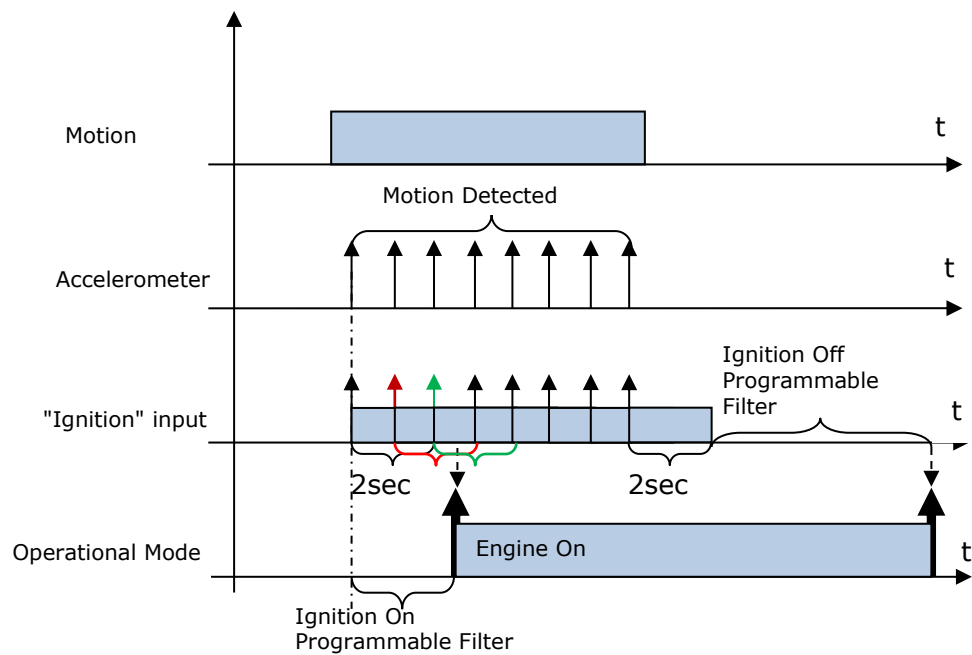 t
Motion
Motion Detected
t
Accelerometer
Ignition Off
Programmable
Filter
t
"Ignition" input
2sec
2sec
t
Operational Mode
Engine On
Ignition On
Programmable Filter